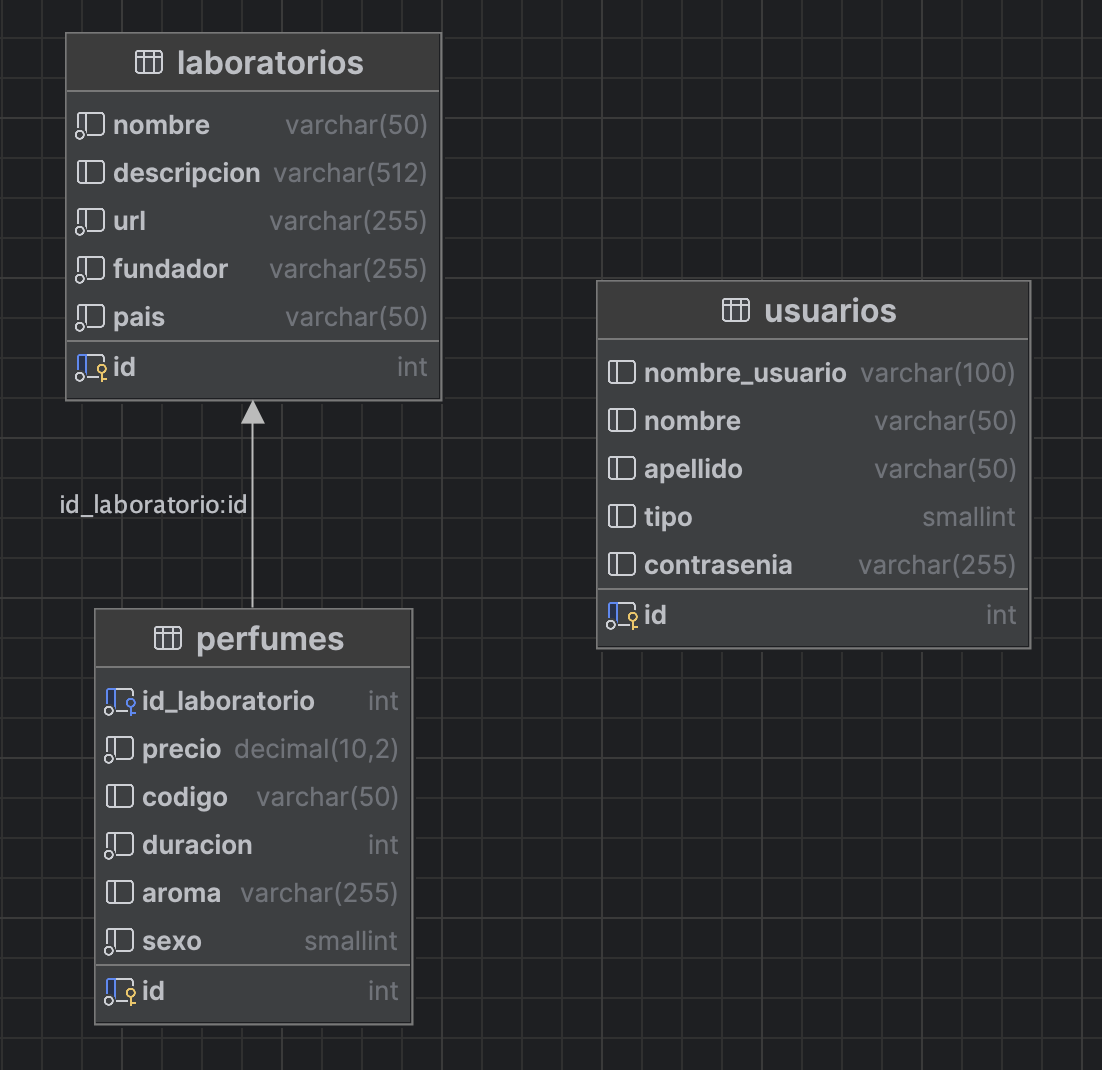 laboratorios
nombre varchar(50)
descripcion varchar(512)
url varchar(255)
fundador varchar(255)
pais varchar(50)
id int
id_laboratorio:id
perfumes
id_laboratorio int
precio decimal(10,2)
codigo varchar(50)
duracion int
aroma varchar(255)
sexo smallint
id int
usuarios
nombre_usuario varchar(100)
nombre varchar(50)
apellido varchar(50)
tipo smallint
contrasenia varchar(255)
id int